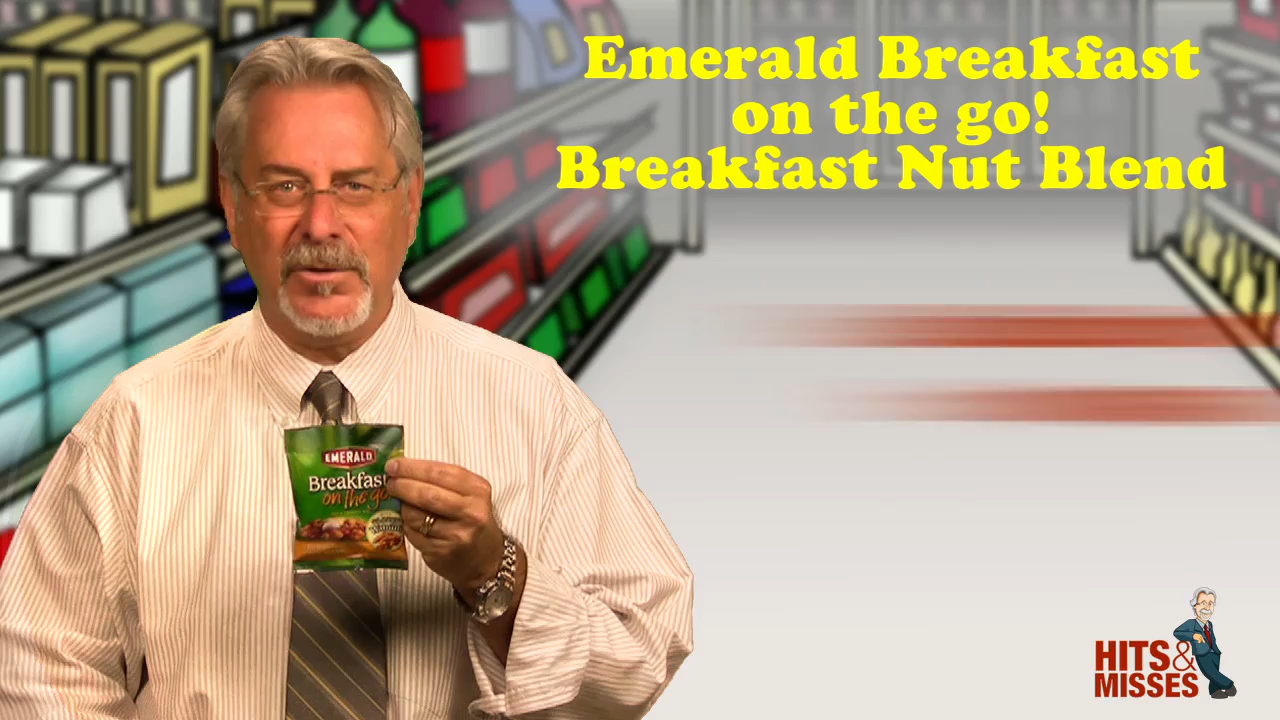 Emerald Breakfast
on the go!
Breakfast Nut Blend
EMERALD
Breakfast
on the go
HITS&
MISSES